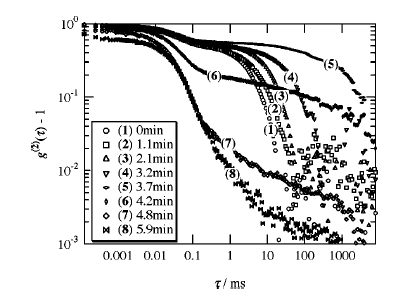 10^0
10^-1
10^-2
10^-3
g^(2)(τ) - 1
(1) 0min
(2) 1.1min
(3) 2.1min
(4) 3.2min
(5) 3.7min
(6) 4.2min
(7) 4.8min
(8) 5.9min
(6)
(5)
(4)
(3)
(2)
(1)
(7)
(8)
0.001 0.01 0.1 1 10 100 1000
τ / ms